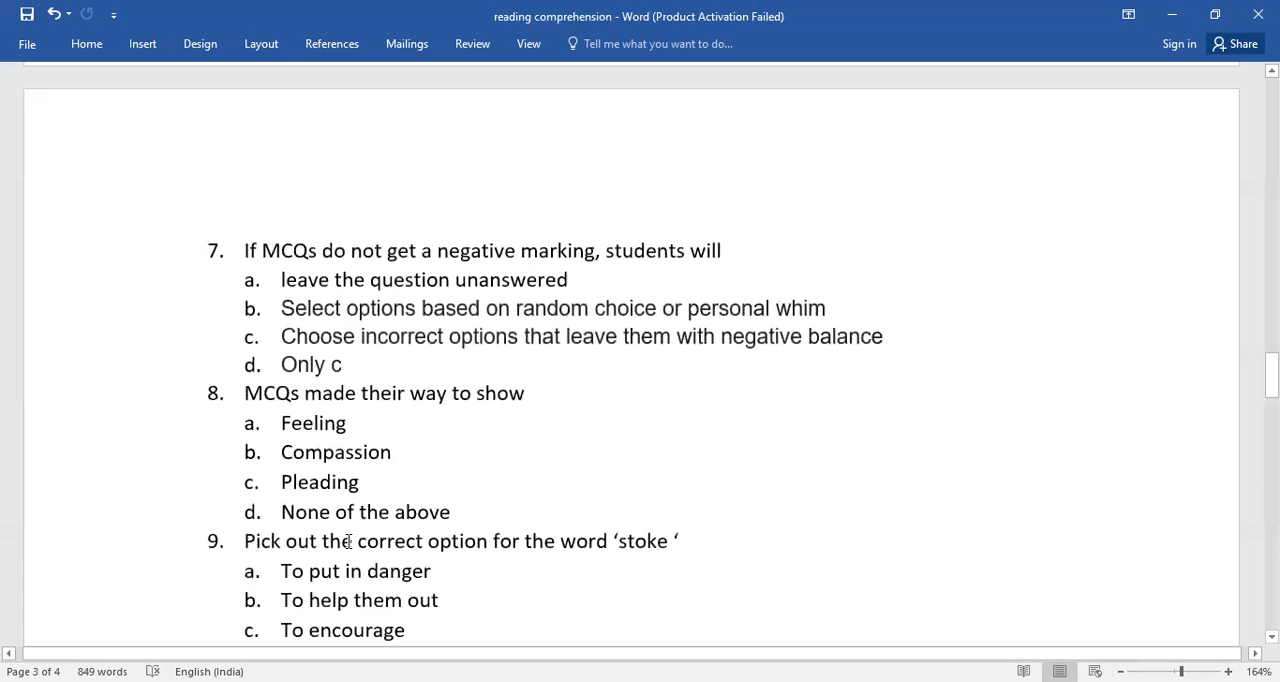 reading comprehension - Word (Product Activation Failed)
File Home Insert Design Layout References Mailings Review View Tell me what you want to do... Sign in Share
7. If MCQs do not get a negative marking, students will
a. leave the question unanswered
b. Select options based on random choice or personal whim
c. Choose incorrect options that leave them with negative balance
d. Only c
8. MCQs made their way to show
a. Feeling
b. Compassion
c. Pleading
d. None of the above
9. Pick out the correct option for the word ‘stoke ‘
a. To put in danger
b. To help them out
c. To encourage
Page 3 of 4 849 words English (India) 164%